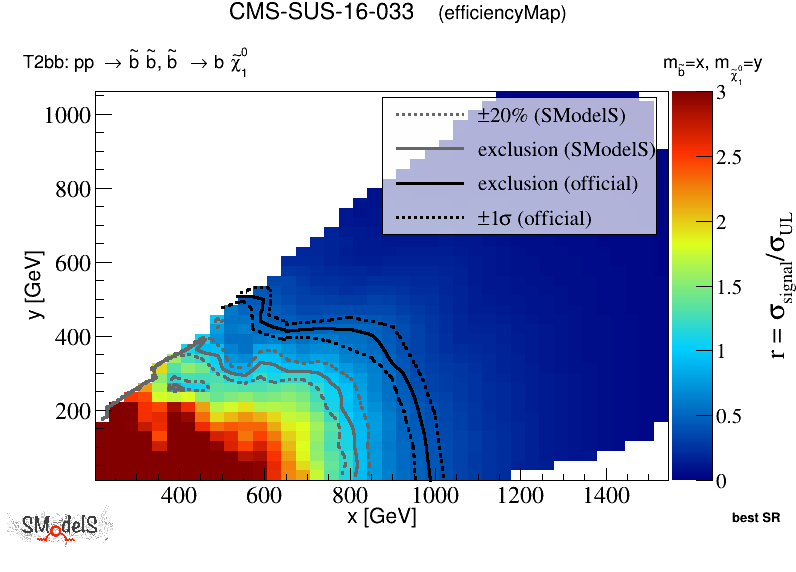 CMS-SUS-16-033 (efficiencyMap)
T2bb: pp → b̃ b̃, b̃ → b χ̃₁⁰
m_b̃=x, m_χ̃₁⁰=y
±20% (SModelS)
exclusion (SModelS)
exclusion (official)
±1σ (official)
y [GeV]
1000
800
600
400
200
400 600 800 1000 1200 1400
x [GeV]
3
2.5
2
1.5
1
0.5
0
r = σ_signal/σ_UL
SModelS
best SR